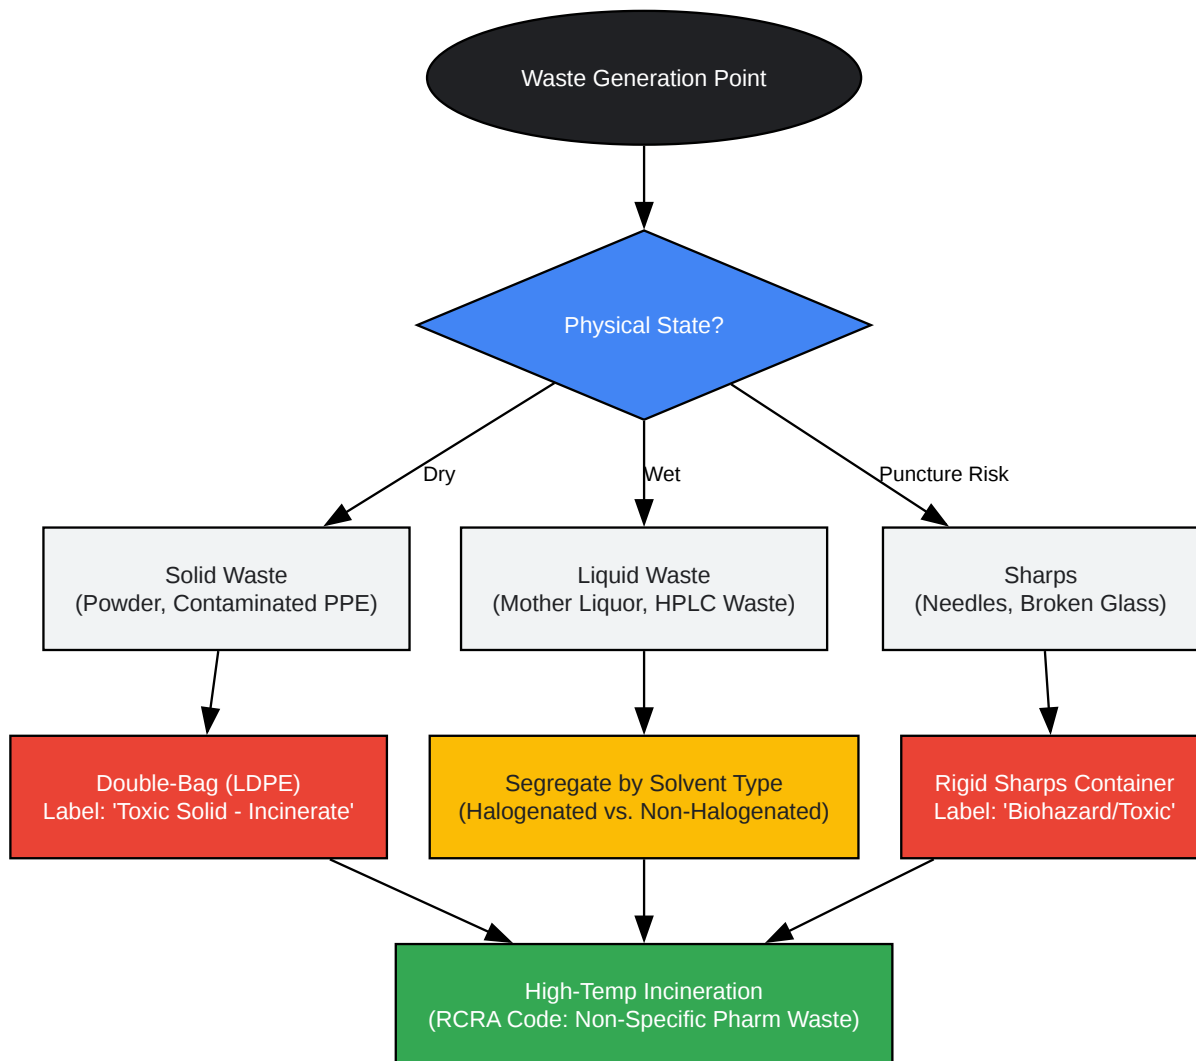 Waste Generation Point
Physical State?
Dry
Wet
Puncture Risk
Solid Waste
(Powder, Contaminated PPE)
Liquid Waste
(Mother Liquor, HPLC Waste)
Sharps
(Needles, Broken Glass)
Double-Bag (LDPE)
Label: 'Toxic Solid - Incinerate'
Segregate by Solvent Type
(Halogenated vs. Non-Halogenated)
Rigid Sharps Container
Label: 'Biohazard/Toxic'
High-Temp Incineration
(RCRA Code: Non-Specific Pharm Waste)